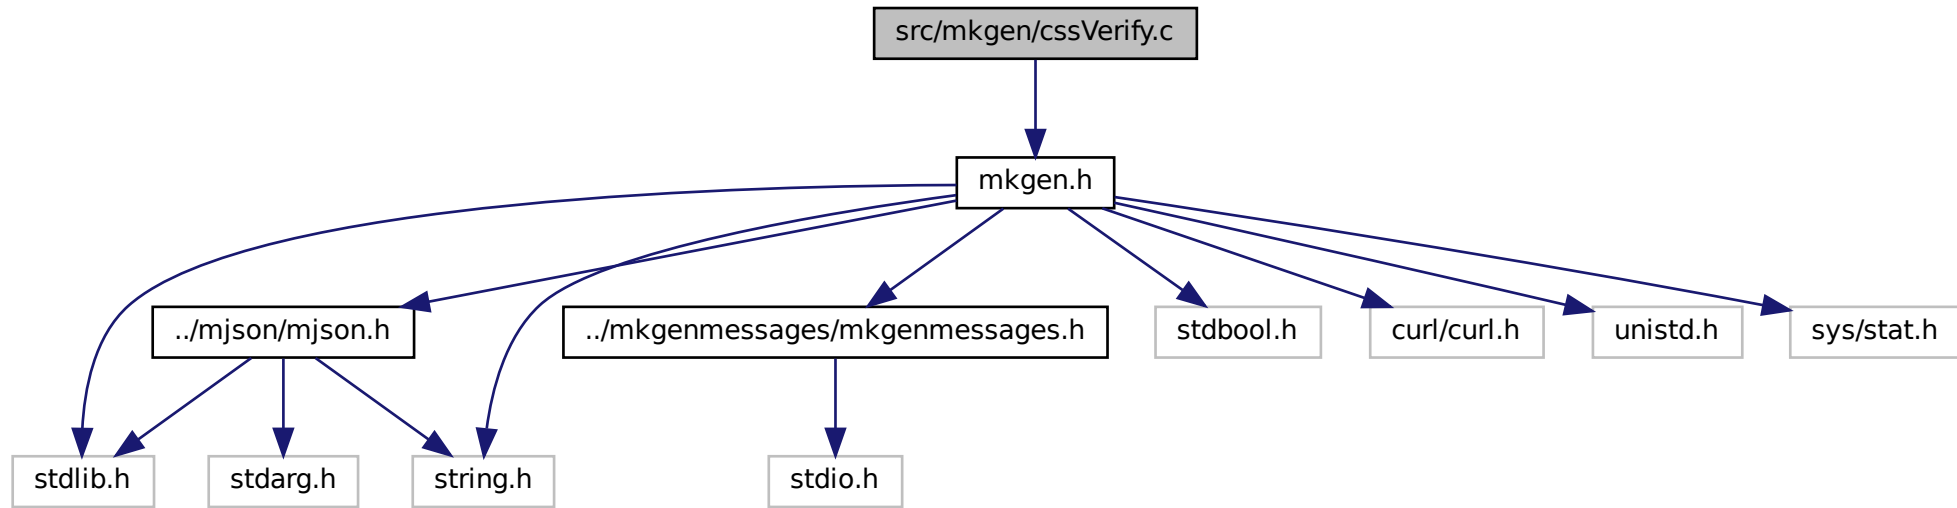 src/mkgen/cssVerify.c
mkgen.h
../mjson/mjson.h
../mkgenmessages/mkgenmessages.h
stdbool.h
curl/curl.h
unistd.h
sys/stat.h
stdlib.h
stdarg.h
string.h
stdio.h